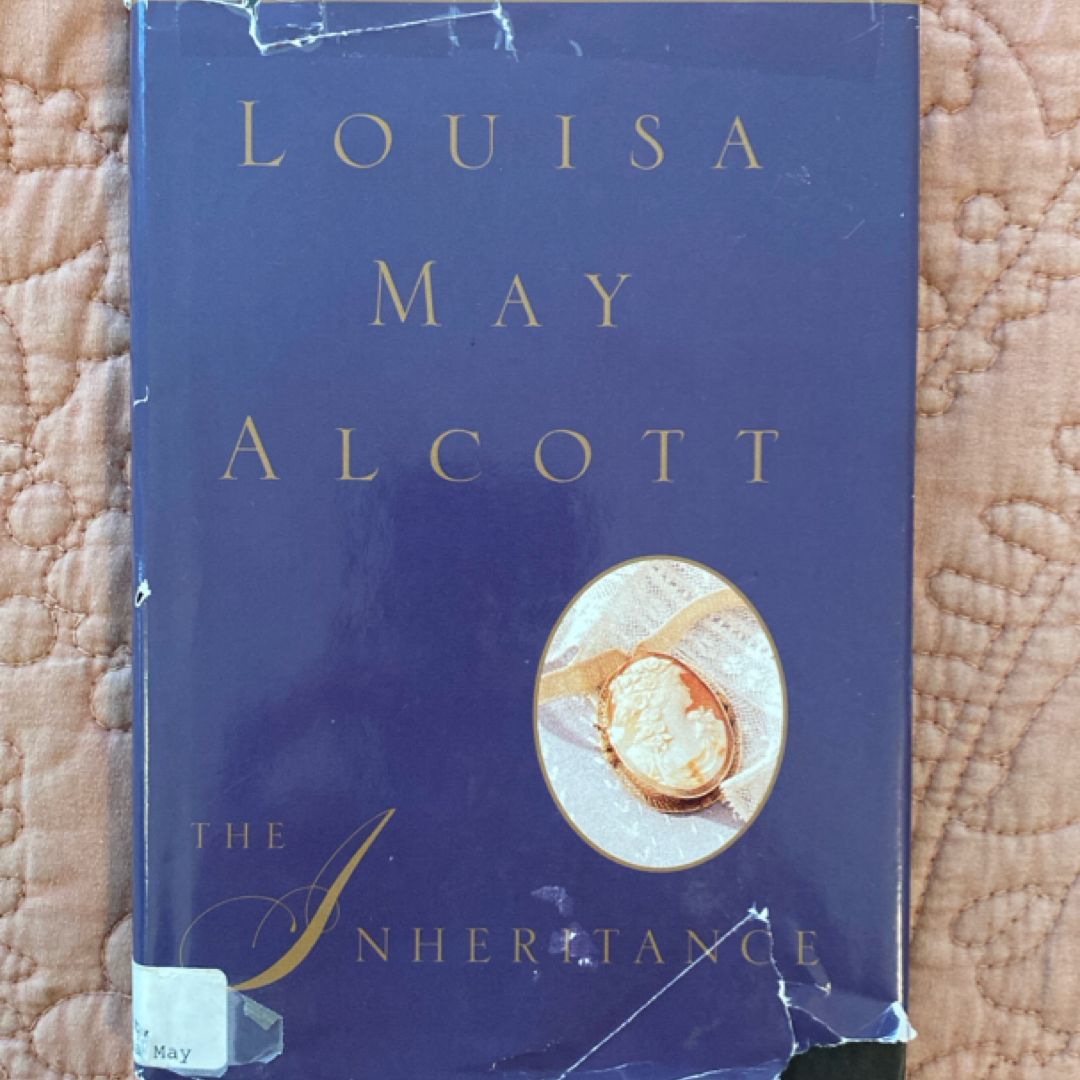 LOUISA
MAY
ALCOTT
THE
INHERITANCE
May